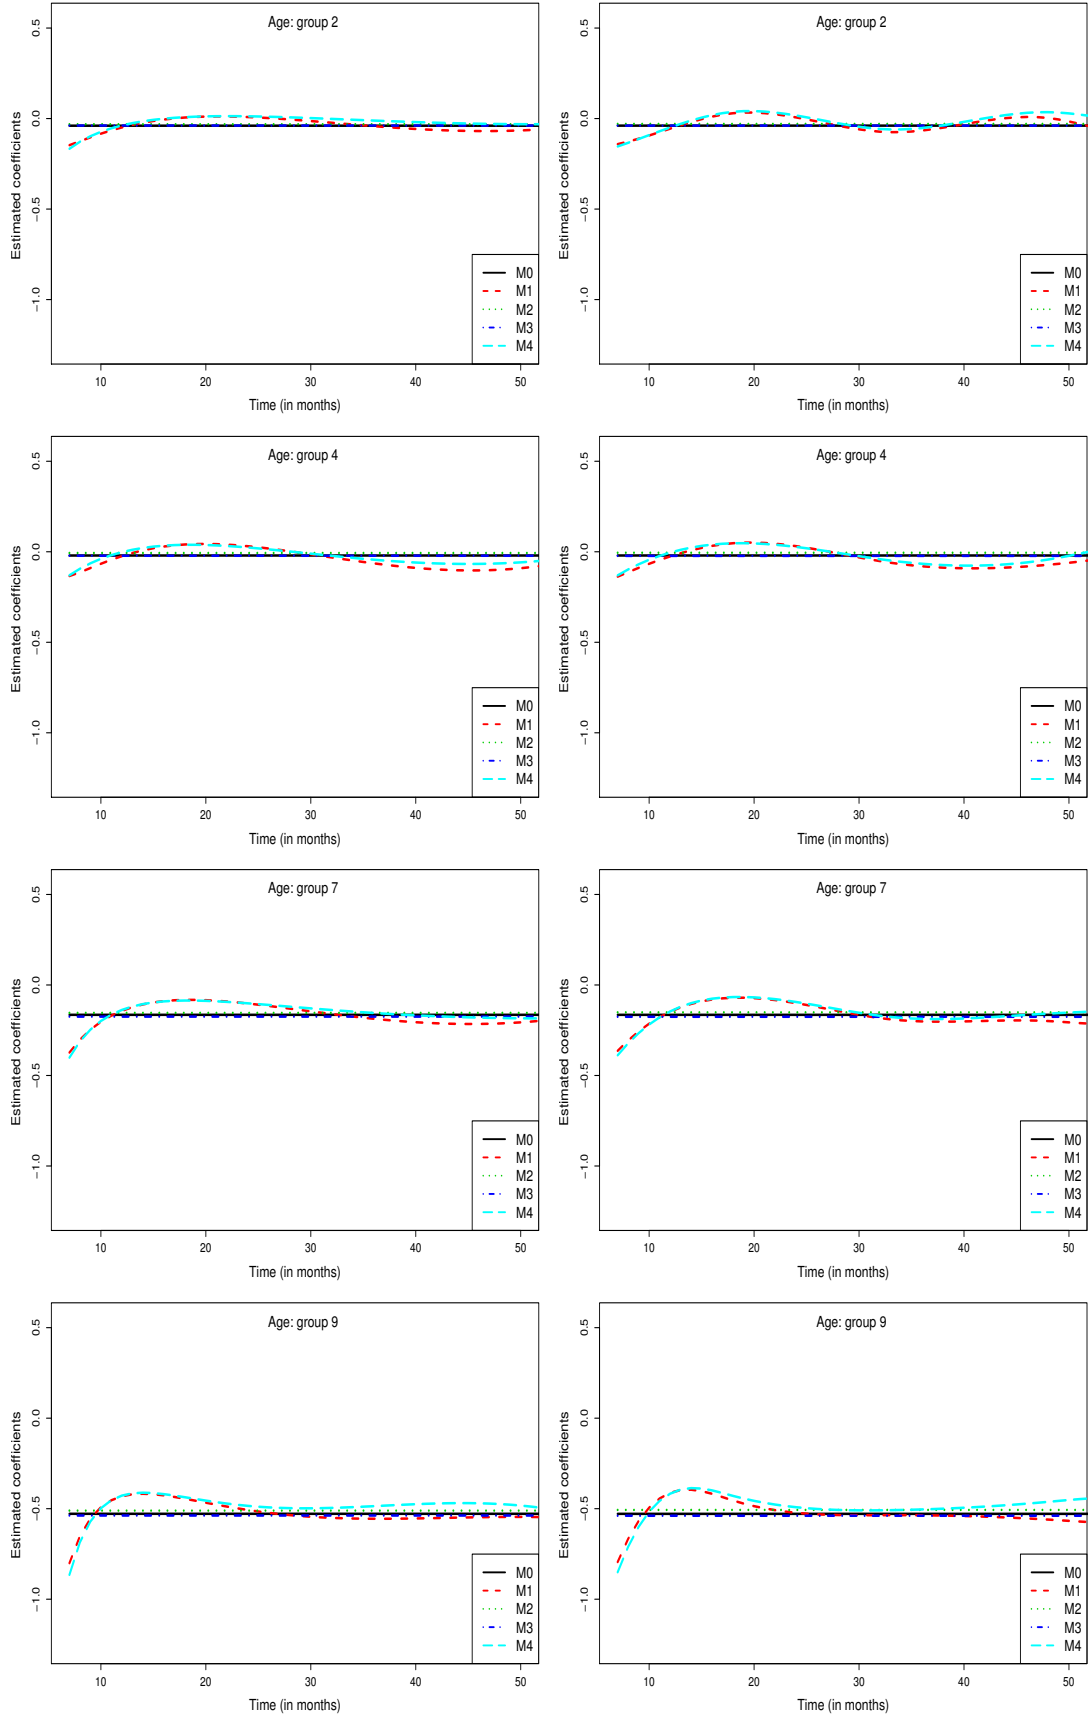 Age: group 2
Estimated coefficients
0.5
0.0
−0.5
−1.0
M0
M1
M2
M3
M4
10 20 30 40 50
Time (in months)
Age: group 2
Estimated coefficients
0.5
0.0
−0.5
−1.0
M0
M1
M2
M3
M4
10 20 30 40 50
Time (in months)
Age: group 4
Estimated coefficients
0.5
0.0
−0.5
−1.0
M0
M1
M2
M3
M4
10 20 30 40 50
Time (in months)
Age: group 4
Estimated coefficients
0.5
0.0
−0.5
−1.0
M0
M1
M2
M3
M4
10 20 30 40 50
Time (in months)
Age: group 7
Estimated coefficients
0.5
0.0
−0.5
−1.0
M0
M1
M2
M3
M4
10 20 30 40 50
Time (in months)
Age: group 7
Estimated coefficients
0.5
0.0
−0.5
−1.0
M0
M1
M2
M3
M4
10 20 30 40 50
Time (in months)
Age: group 9
Estimated coefficients
0.5
0.0
−0.5
−1.0
M0
M1
M2
M3
M4
10 20 30 40 50
Time (in months)
Age: group 9
Estimated coefficients
0.5
0.0
−0.5
−1.0
M0
M1
M2
M3
M4
10 20 30 40 50
Time (in months)